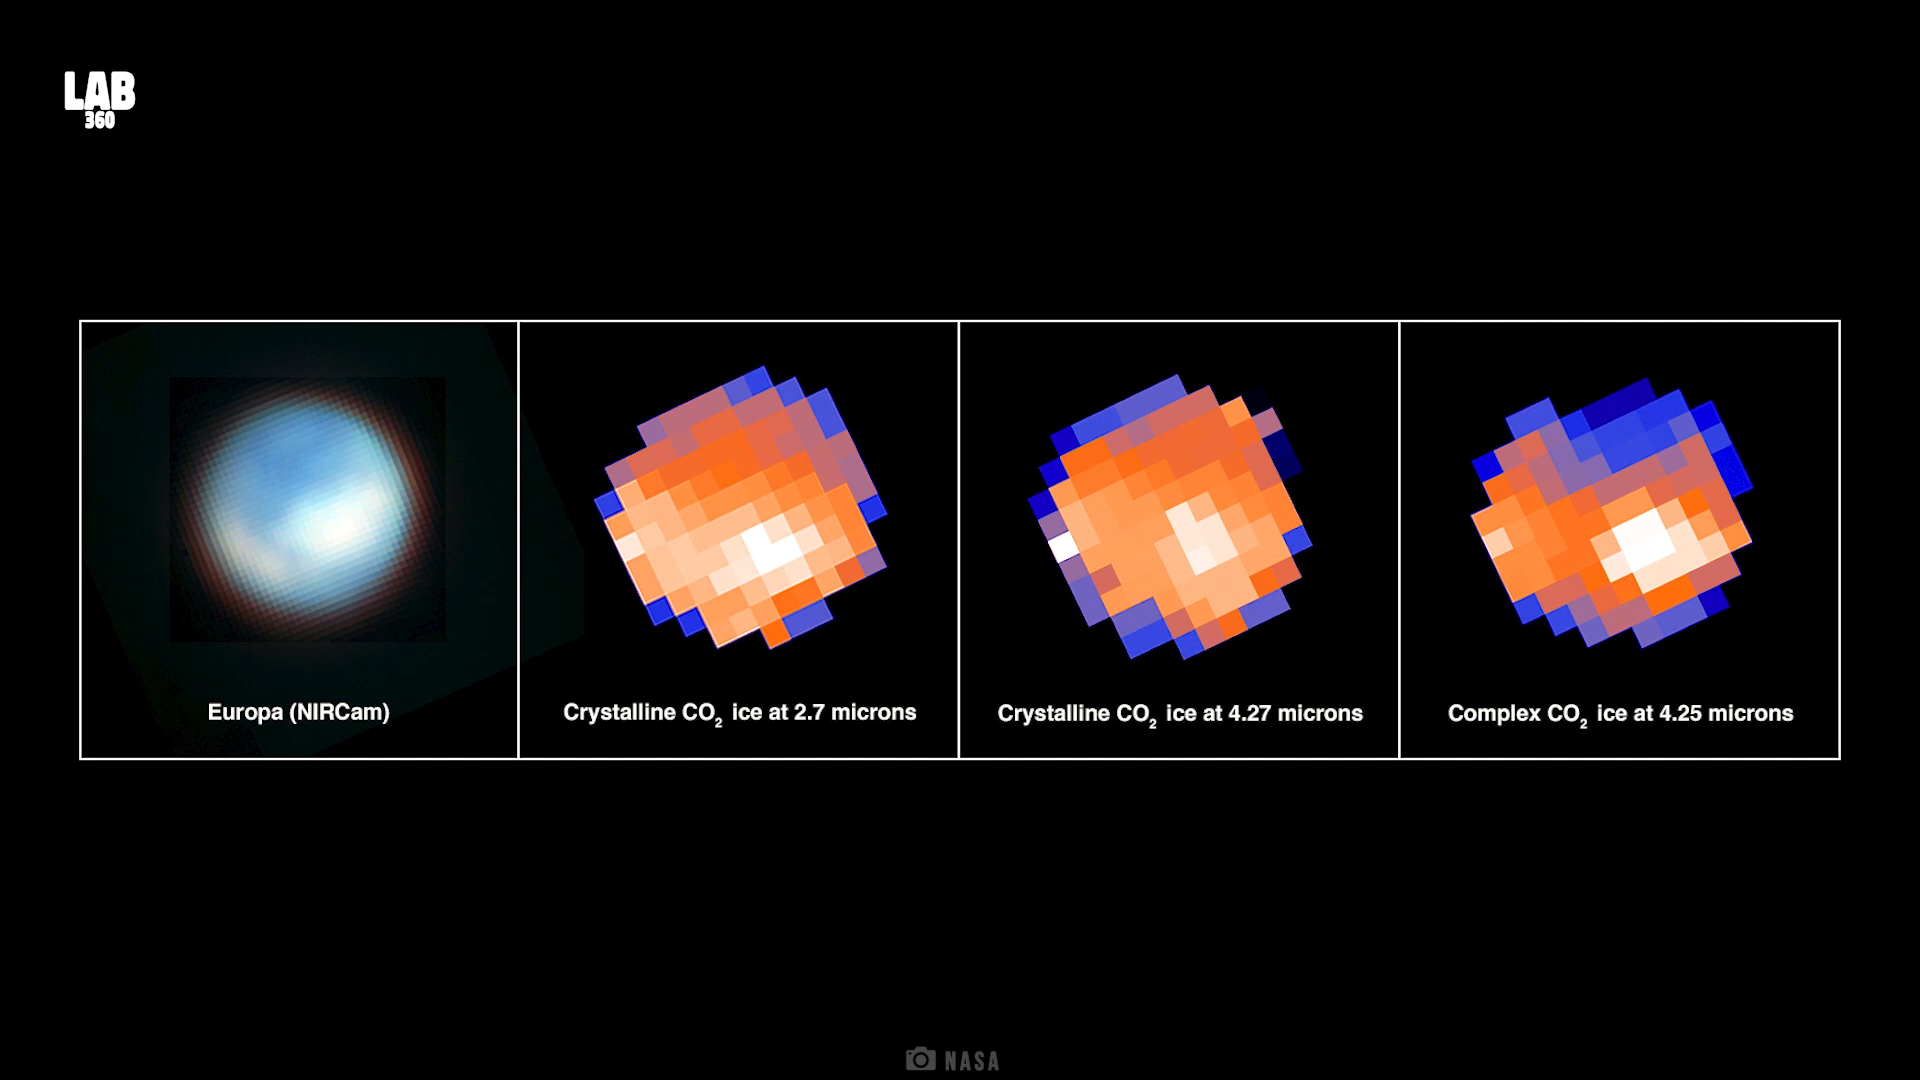 LAB
360
Europa (NIRCam)
Crystalline CO₂ ice at 2.7 microns
Crystalline CO₂ ice at 4.27 microns
Complex CO₂ ice at 4.25 microns
NASA